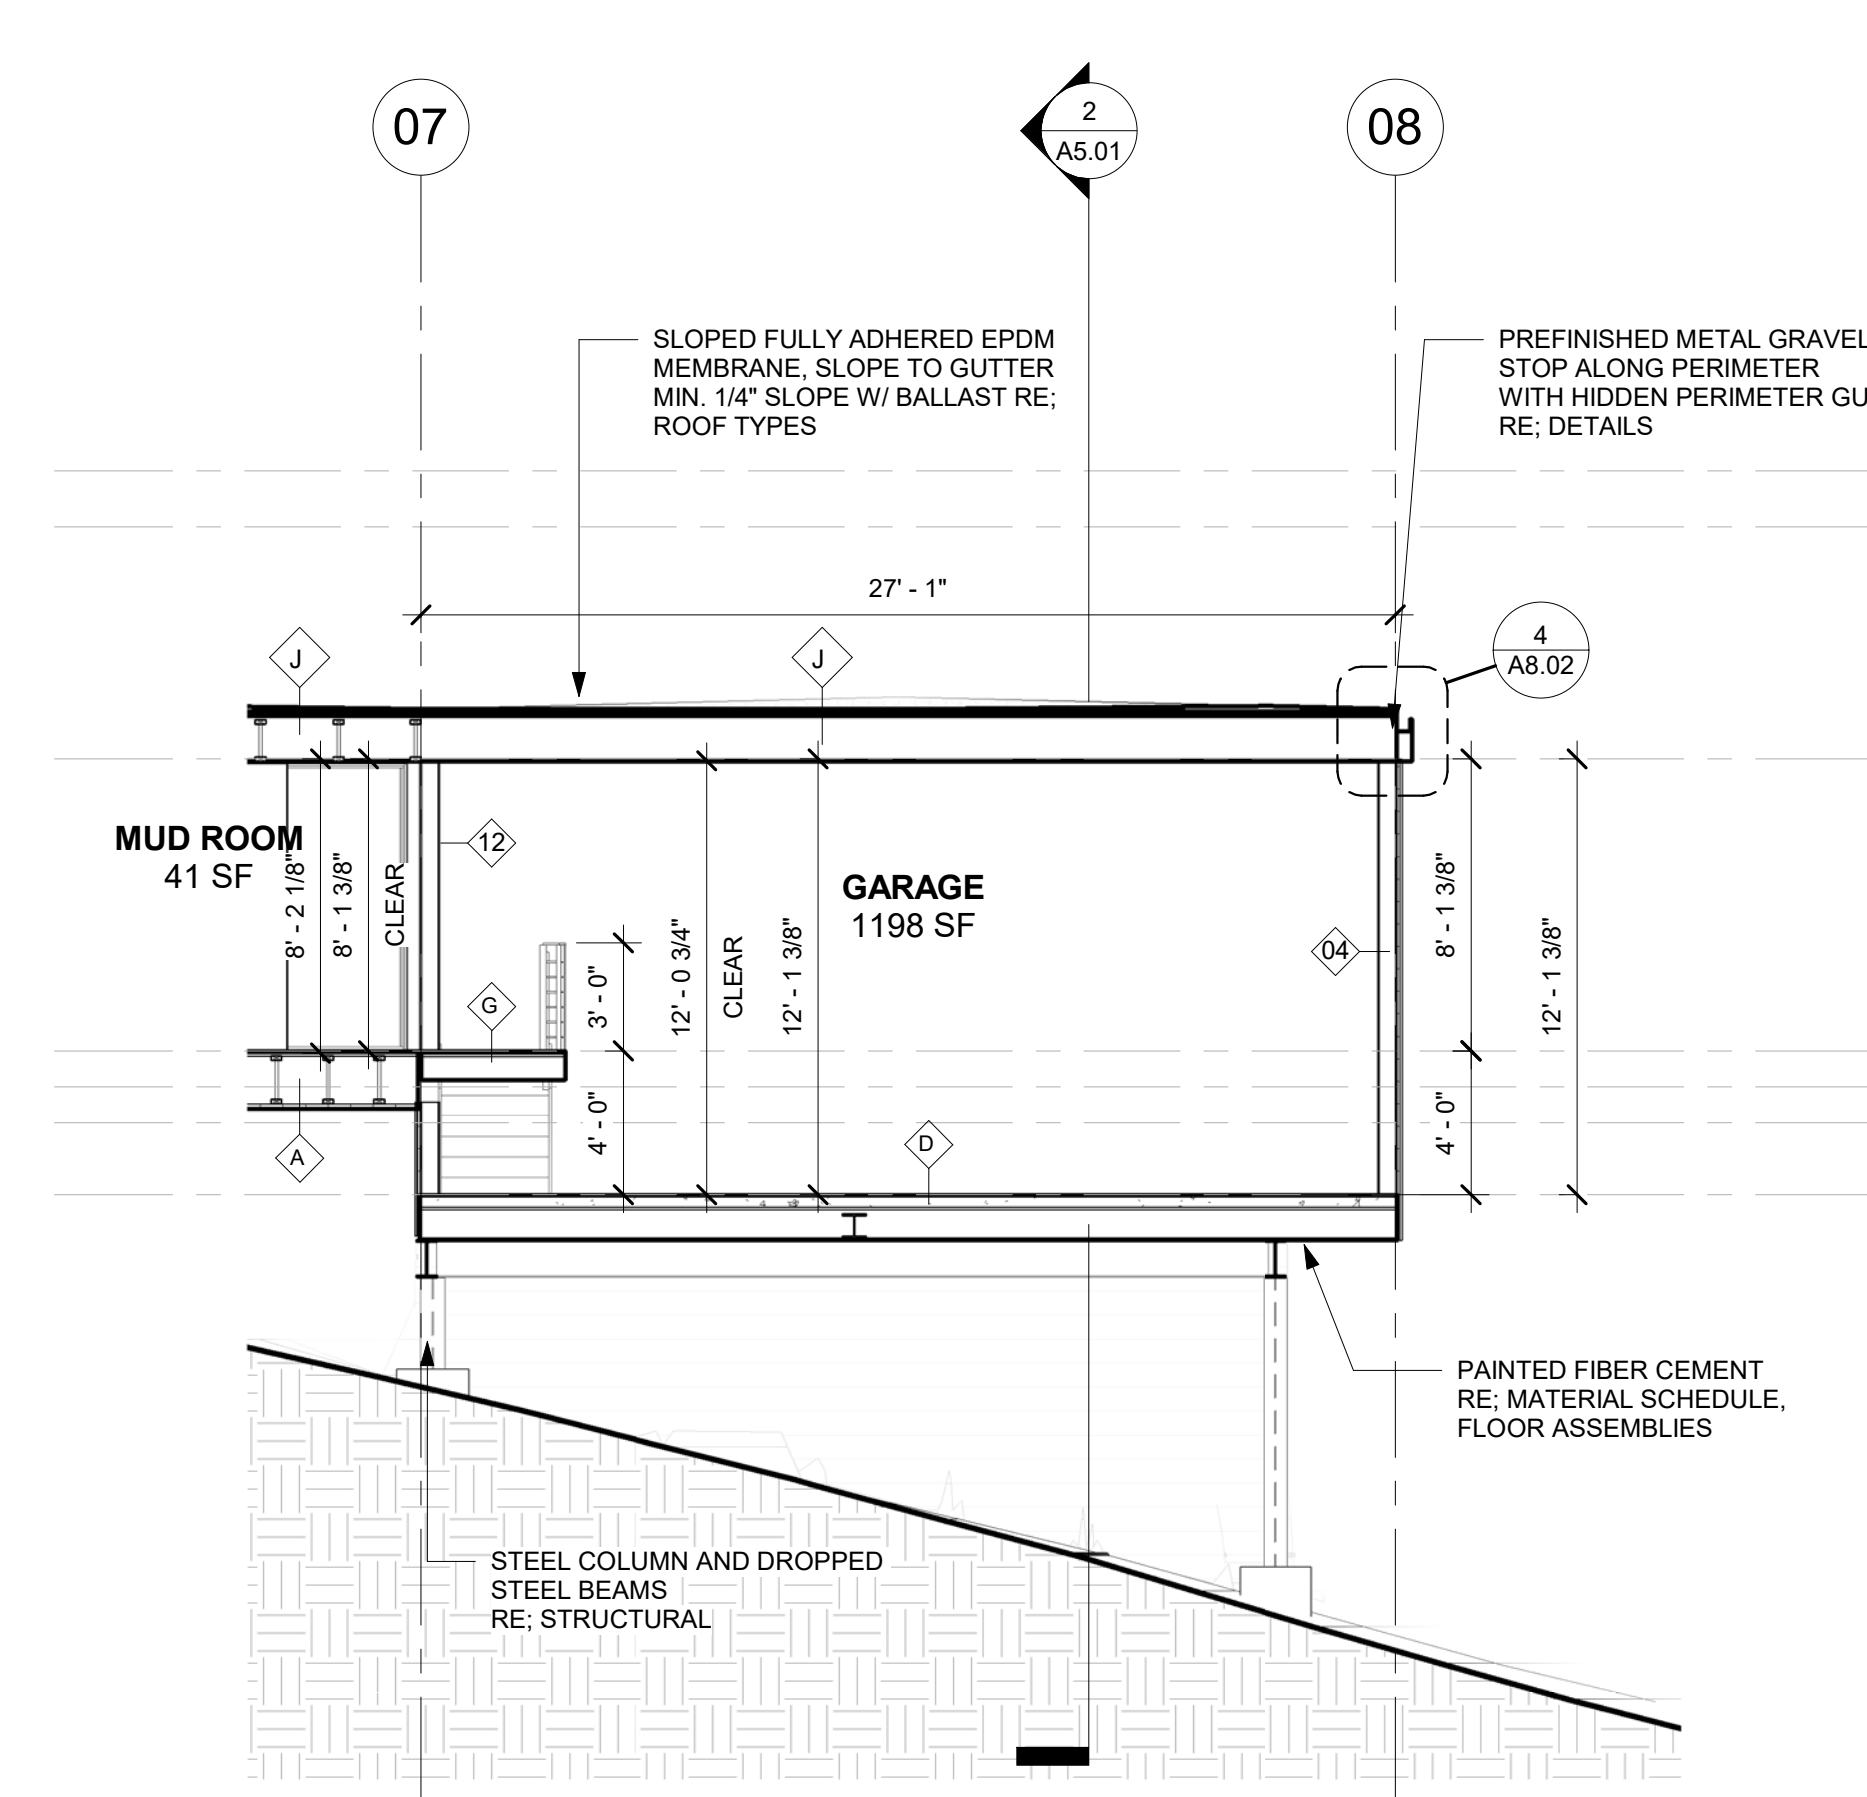 07
2
A5.01
08
SLOPED FULLY ADHERED EPDM
MEMBRANE, SLOPE TO GUTTER
MIN. 1/4" SLOPE W/ BALLAST RE;
ROOF TYPES
PREFINISHED METAL GRAVEL
STOP ALONG PERIMETER
WITH HIDDEN PERIMETER GU
RE; DETAILS
27' - 1"
J
J
4
A8.02
MUD ROOM
41 SF
8' - 2 1/8"
8' - 1 3/8"
CLEAR
12
GARAGE
1198 SF
G
3' - 0"
4' - 0"
12' - 0 3/4"
CLEAR
12' - 1 3/8"
04
8' - 1 3/8"
4' - 0"
12' - 1 3/8"
A
D
PAINTED FIBER CEMENT
RE; MATERIAL SCHEDULE,
FLOOR ASSEMBLIES
STEEL COLUMN AND DROPPED
STEEL BEAMS
RE; STRUCTURAL